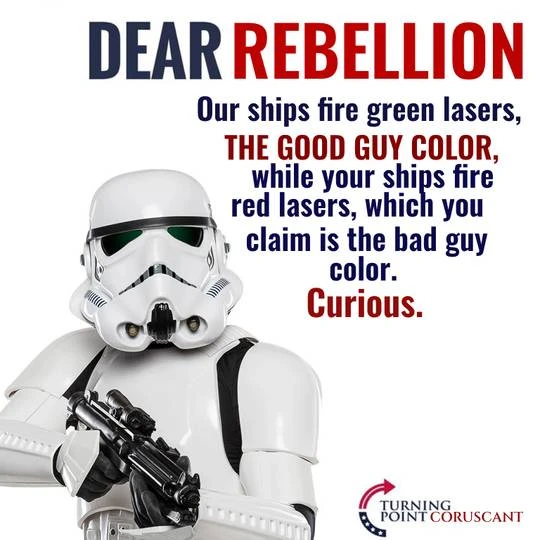 DEAR REBELLION
Our ships fire green lasers,
THE GOOD GUY COLOR,
while your ships fire
red lasers, which you
claim is the bad guy
color.
Curious.
TURNING
POINT CORUSCANT